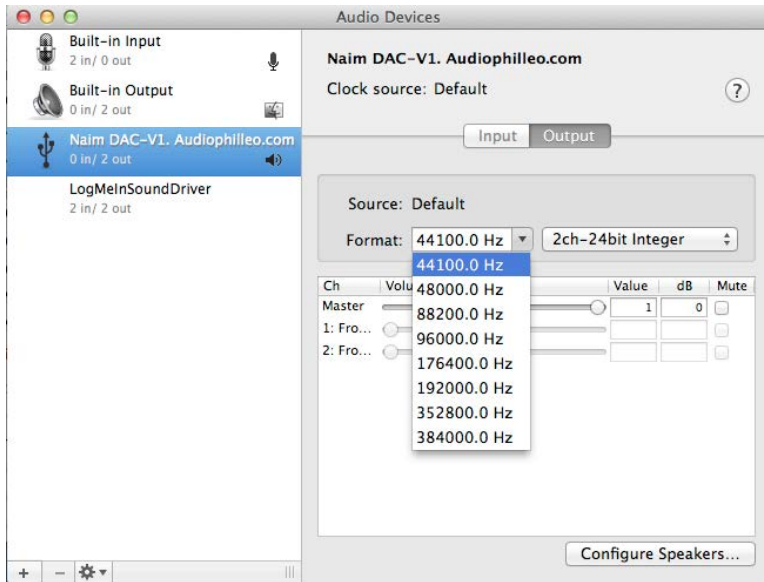 Audio Devices
Built-in Input
2 in/ 0 out
Built-in Output
0 in/ 2 out
Naim DAC-V1. Audiophilleo.com
0 in/ 2 out
LogMeInSoundDriver
2 in/ 2 out
+ −
Naim DAC-V1. Audiophilleo.com
Clock source: Default
?
Input Output
Source: Default
Format: 44100.0 Hz 2ch-24bit Integer
44100.0 Hz
48000.0 Hz
88200.0 Hz
96000.0 Hz
176400.0 Hz
192000.0 Hz
352800.0 Hz
384000.0 Hz
Ch Volu Value dB Mute
Master 1 0
1: Fro...
2: Fro...
Configure Speakers...